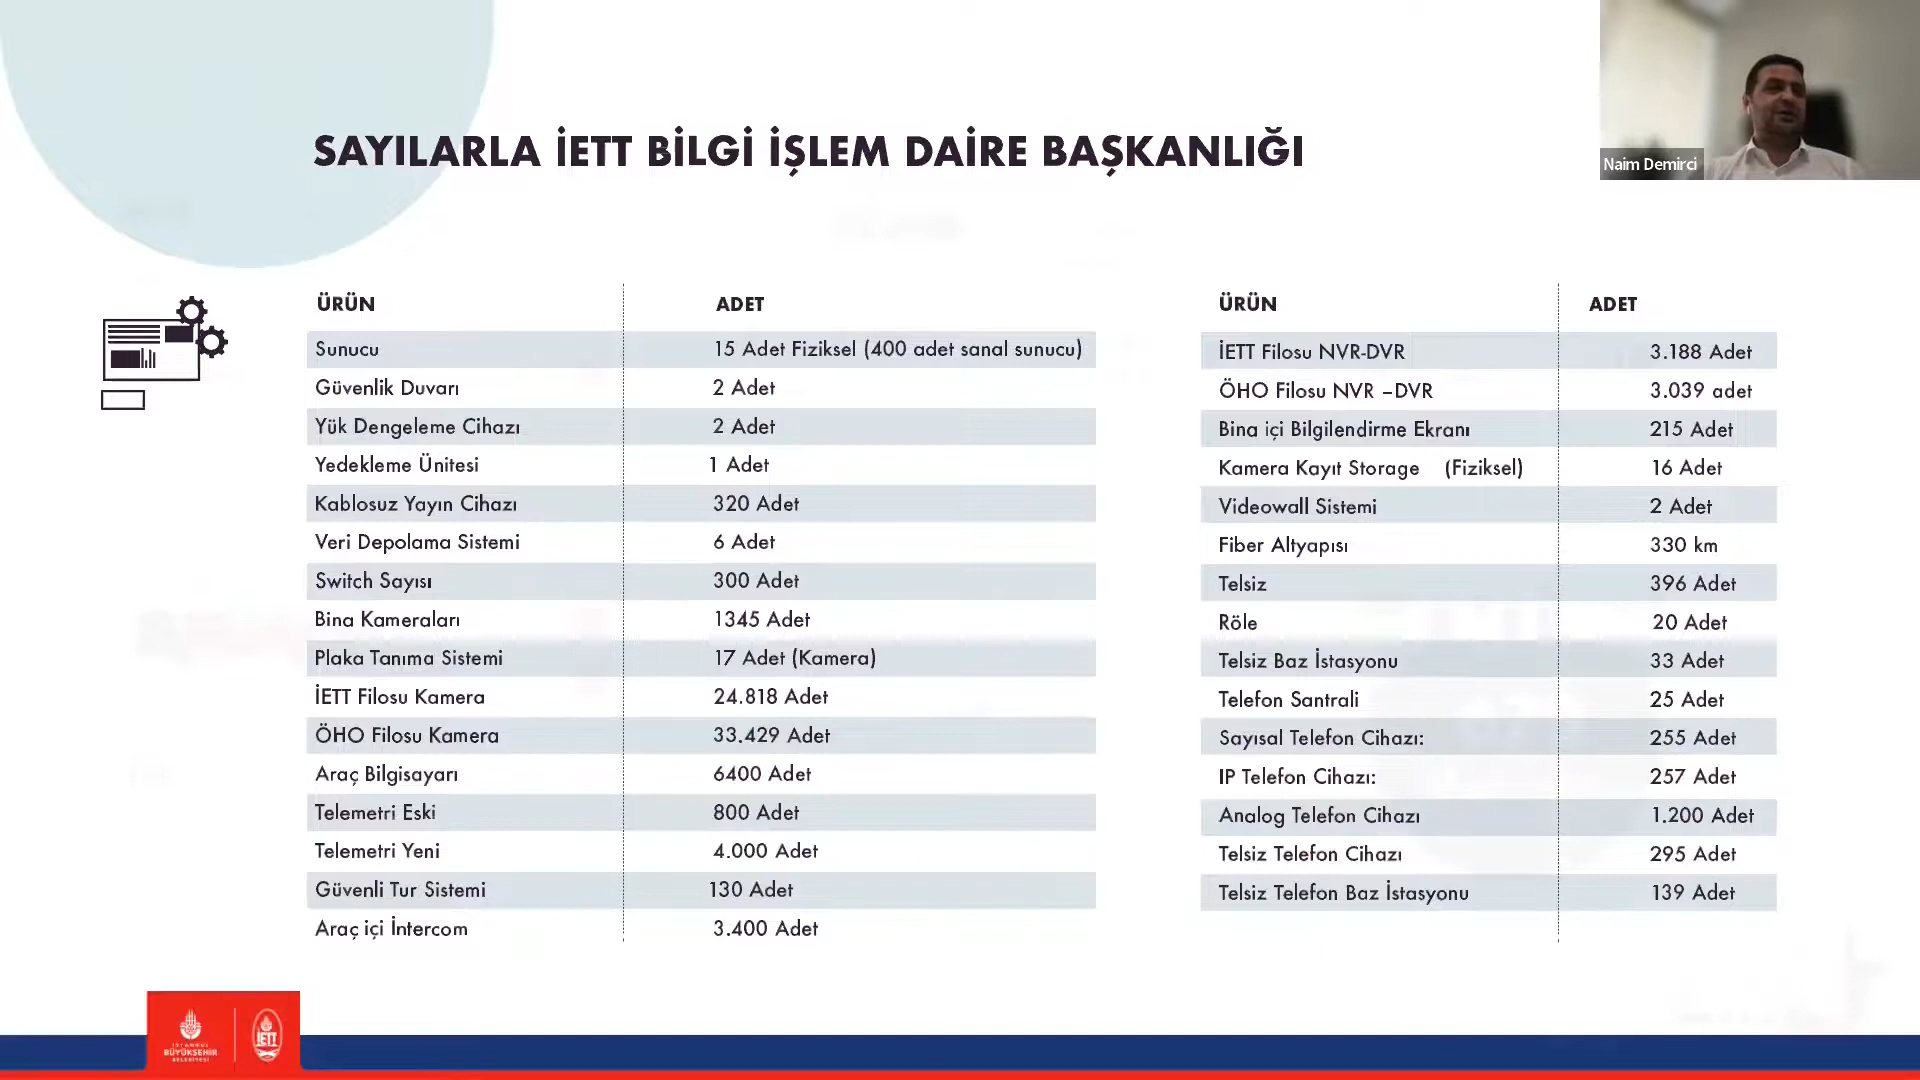 SAYILARLA İETT BİLGİ İŞLEM DAİRE BAŞKANLIĞI
Naim Demirci
ÜRÜN ADET
Sunucu 15 Adet Fiziksel (400 adet sanal sunucu)
Güvenlik Duvarı 2 Adet
Yük Dengeleme Cihazı 2 Adet
Yedekleme Ünitesi 1 Adet
Kablosuz Yayın Cihazı 320 Adet
Veri Depolama Sistemi 6 Adet
Switch Sayısı 300 Adet
Bina Kameraları 1345 Adet
Plaka Tanıma Sistemi 17 Adet (Kamera)
İETT Filosu Kamera 24.818 Adet
ÖHO Filosu Kamera 33.429 Adet
Araç Bilgisayarı 6400 Adet
Telemetri Eski 800 Adet
Telemetri Yeni 4.000 Adet
Güvenli Tur Sistemi 130 Adet
Araç içi İntercom 3.400 Adet
ÜRÜN ADET
İETT Filosu NVR-DVR 3.188 Adet
ÖHO Filosu NVR –DVR 3.039 adet
Bina içi Bilgilendirme Ekranı 215 Adet
Kamera Kayıt Storage (Fiziksel) 16 Adet
Videowall Sistemi 2 Adet
Fiber Altyapısı 330 km
Telsiz 396 Adet
Röle 20 Adet
Telsiz Baz İstasyonu 33 Adet
Telefon Santrali 25 Adet
Sayısal Telefon Cihazı: 255 Adet
IP Telefon Cihazı: 257 Adet
Analog Telefon Cihazı 1.200 Adet
Telsiz Telefon Cihazı 295 Adet
Telsiz Telefon Baz İstasyonu 139 Adet
İSTANBUL
BÜYÜKŞEHİR
BELEDİYESİ
İETT